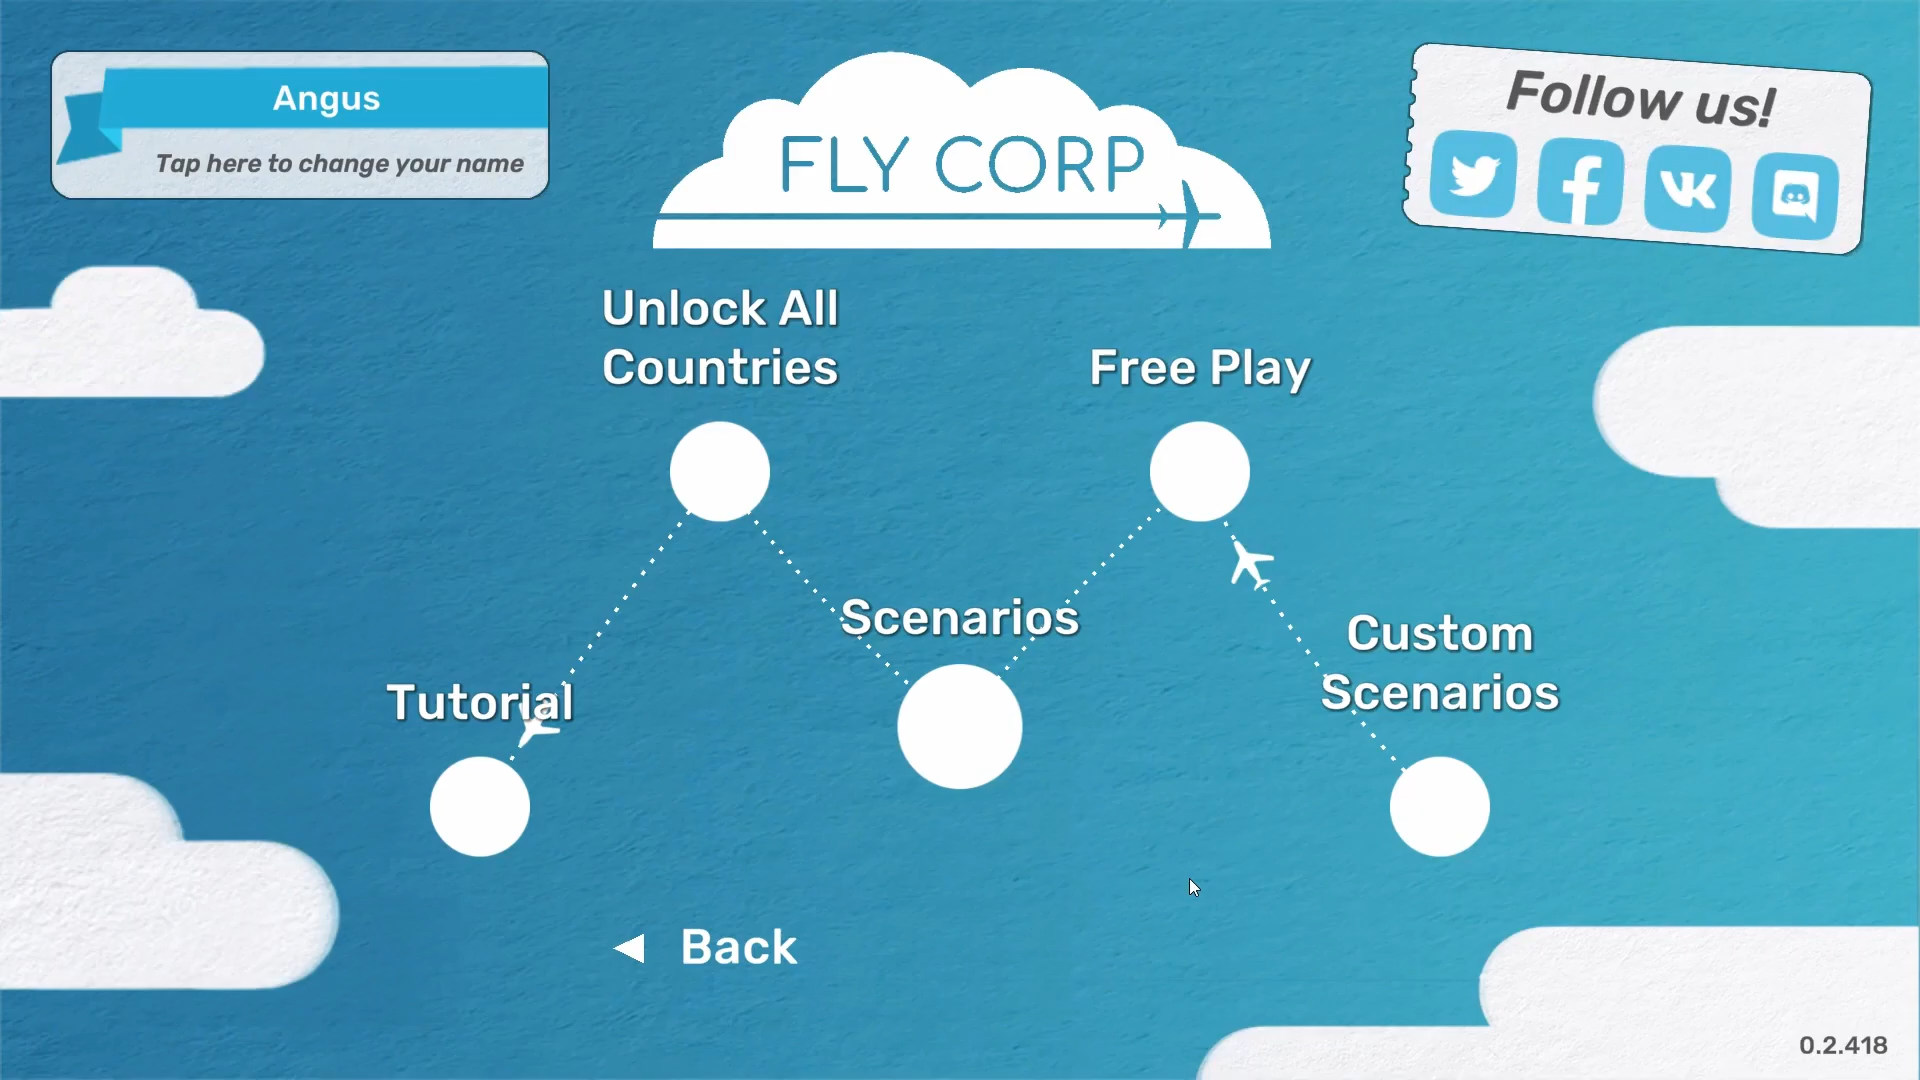 Angus
Tap here to change your name
FLY CORP
Follow us!
Unlock All
Countries
Free Play
Scenarios
Custom
Scenarios
Tutorial
Back
0.2.418